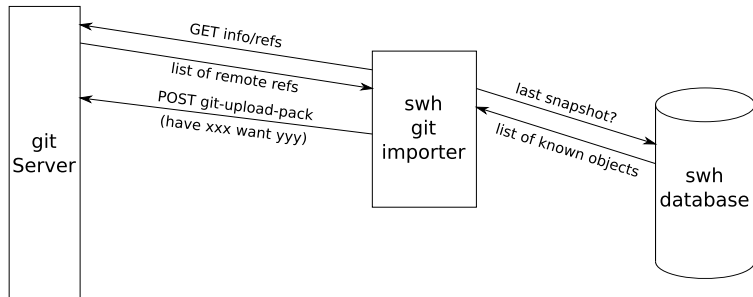 GET info/refs
list of remote refs
POST git-upload-pack
(have xxx want yyy)
git
Server
swh
git
importer
last snapshot?
list of known objects
swh
database